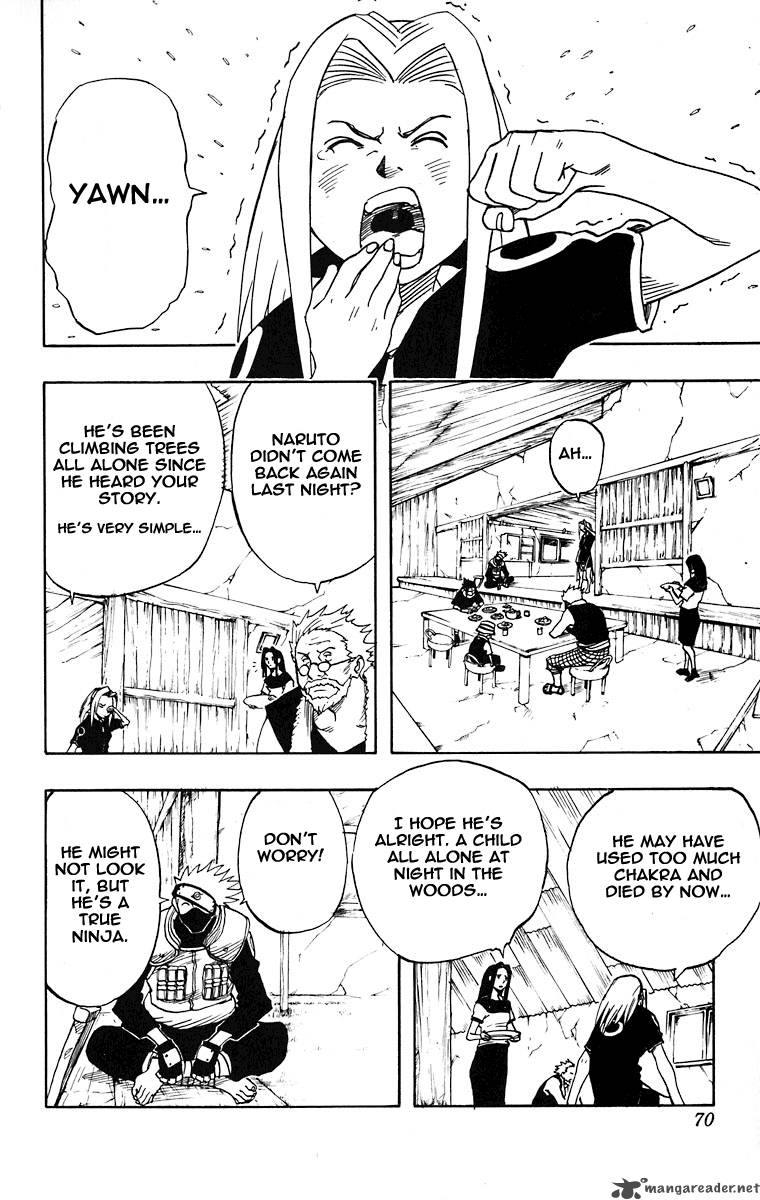 YAWN...
AH...
NARUTO
DIDN'T COME
BACK AGAIN
LAST NIGHT?
HE'S BEEN
CLIMBING TREES
ALL ALONE SINCE
HE HEARD YOUR
STORY.
HE'S VERY SIMPLE...
HE MAY HAVE
USED TOO MUCH
CHAKRA AND
DIED BY NOW...
I HOPE HE'S
ALRIGHT. A CHILD
ALL ALONE AT
NIGHT IN THE
WOODS...
DON'T
WORRY!
HE MIGHT
NOT LOOK
IT, BUT
HE'S A
TRUE
NINJA.
70
mangareader.net